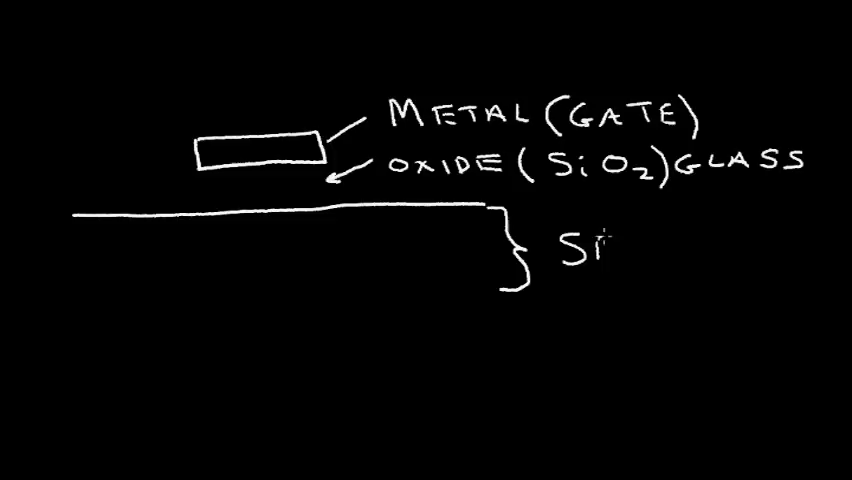 METAL (GATE)
OXIDE (SiO2) GLASS
Si